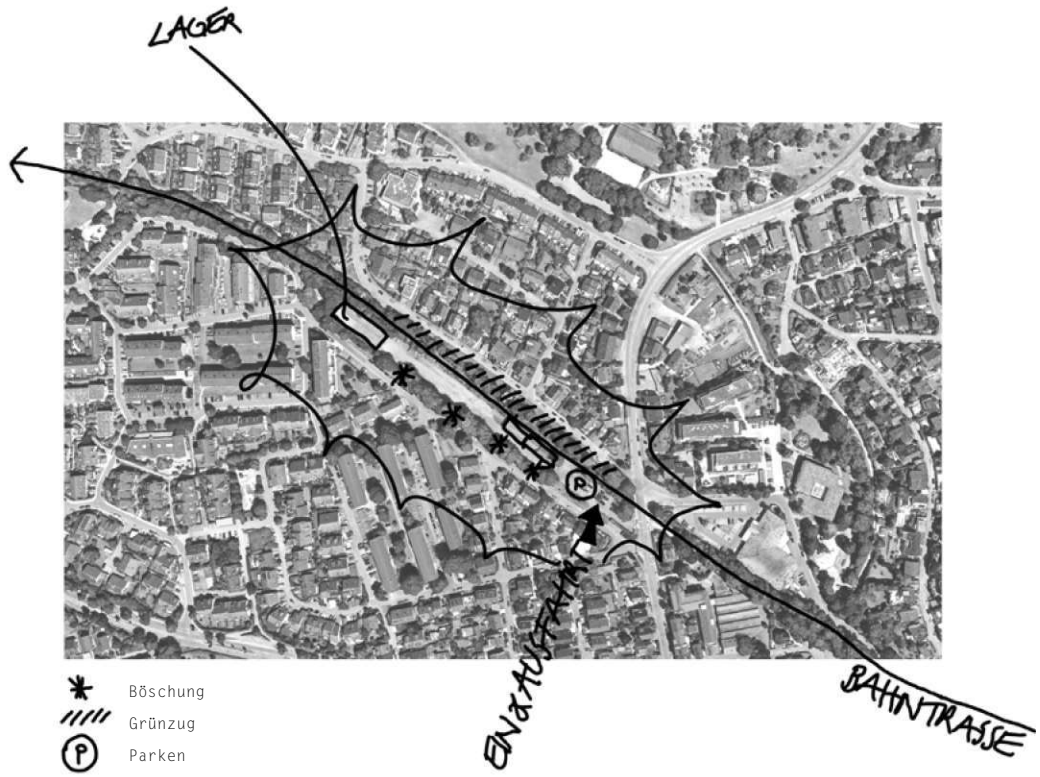 LAGER
P
EIN&AUSFAHRT
BAHNTRASSE
Böschung
Grünzug
P Parken